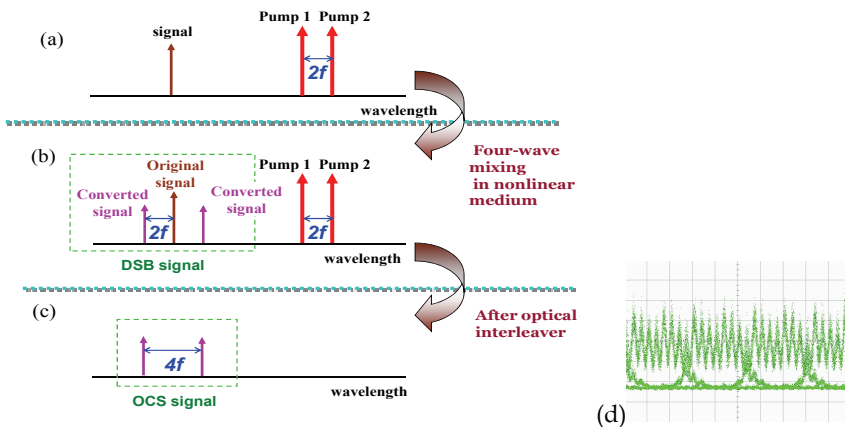 (a)
signal
Pump 1 Pump 2
2f
wavelength
Four-wave
mixing
in nonlinear
medium
(b)
Original
signal
Converted
signal
Converted
signal
2f
Pump 1 Pump 2
2f
DSB signal
wavelength
After optical
interleaver
(c)
4f
wavelength
OCS signal
(d)